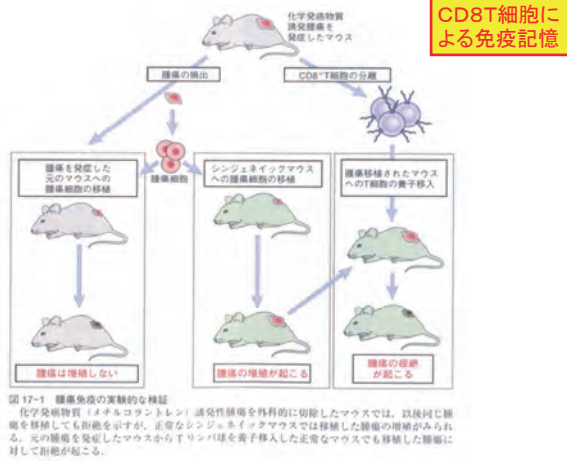 CD8T細胞に
よる免疫記憶
化学発癌物質
誘発腫瘍を
発症したマウス
腫瘍の摘出
CD8⁺T細胞の分離
腫瘍細胞
腫瘍を発症した
元のマウスへの
腫瘍細胞の移植
シンジェネイックマウス
への腫瘍細胞の移植
腫瘍移植されたマウス
へのT細胞の養子移入
腫瘍は増殖しない
腫瘍の増殖が起こる
腫瘍の拒絶
が起こる
図 17-1 腫瘍免疫の実験的な検証
化学発癌物質(メチルコラントレン)誘発性腫瘍を外科的に切除したマウスでは,以後同じ腫
瘍を移植しても拒絶を示すが,正常なシンジェネイックマウスでは移植した腫瘍の増殖がみられ
る.元の腫瘍を発症したマウスからTリンパ球を養子移入した正常なマウスでも移植した腫瘍に
対して拒絶が起こる.